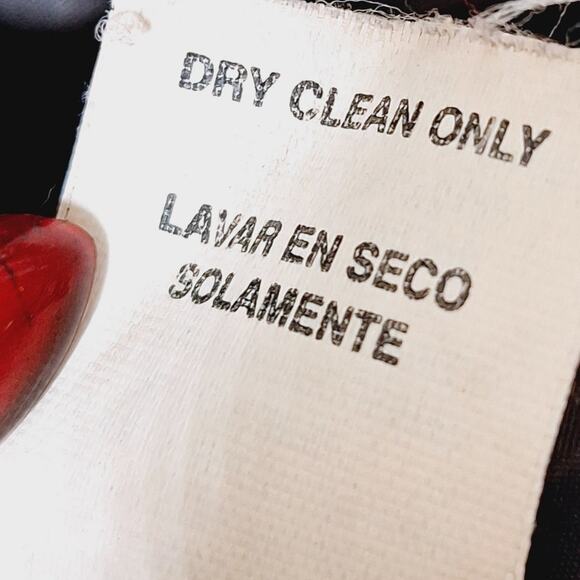 DRY CLEAN ONLY
LAVAR EN SECO
SOLAMENTE